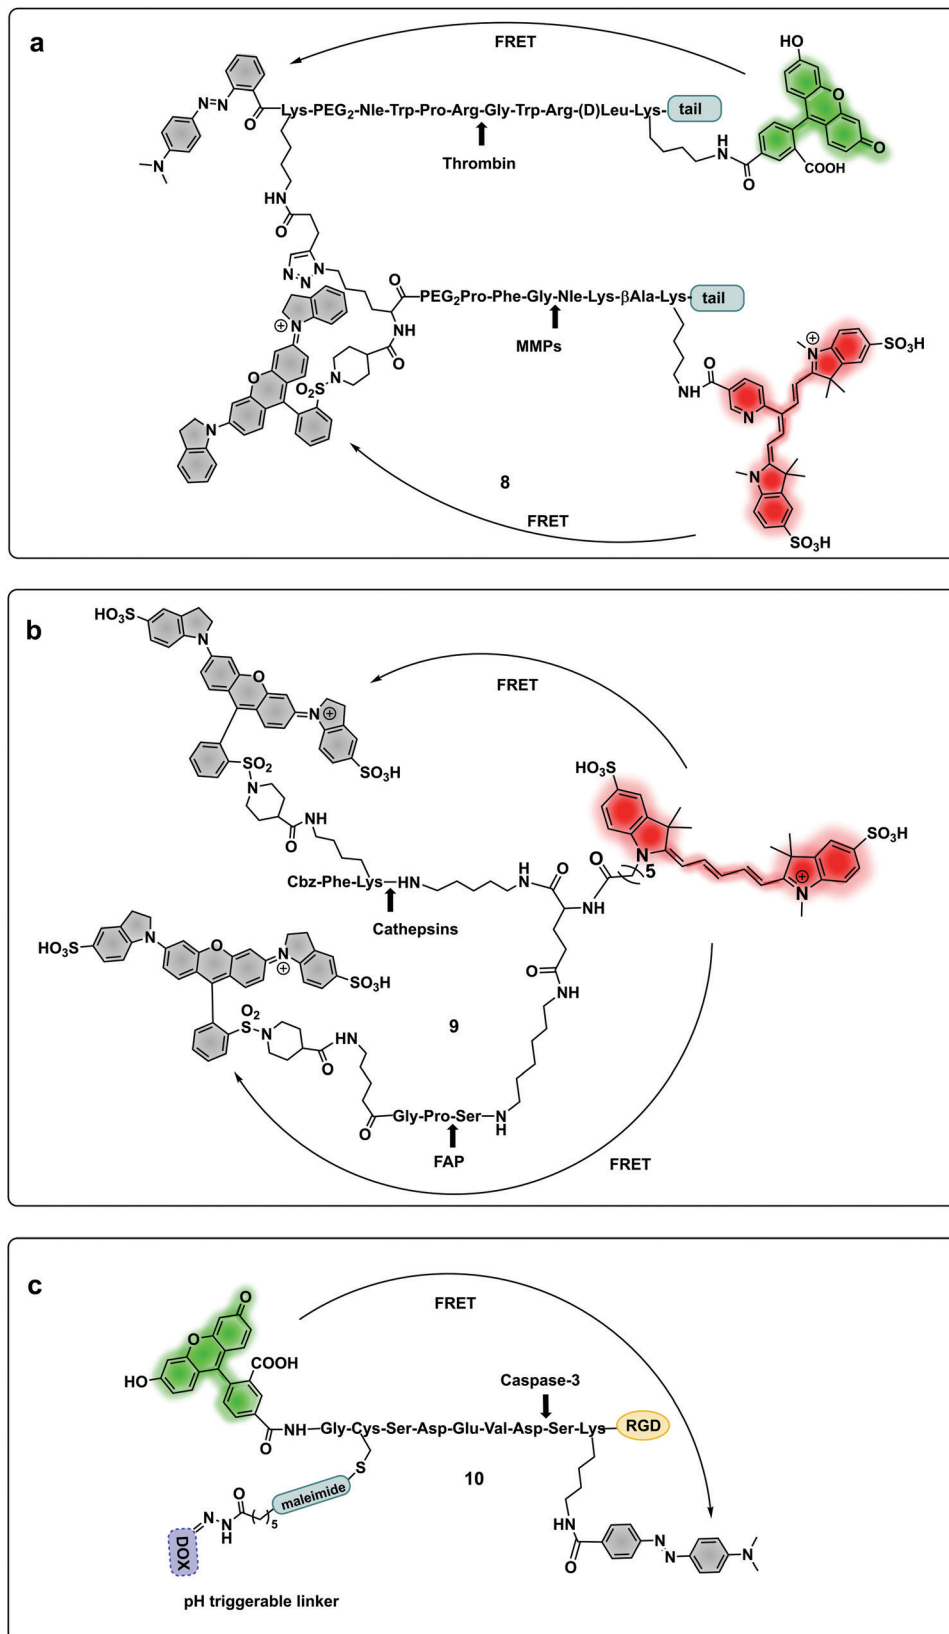 a
FRET
HO
O
O
N=N
O
Lys-PEG2-Nle-Trp-Pro-Arg-Gly-Trp-Arg-(D)Leu-Lys- tail
N
Thrombin
NH
O
COOH
HN
O
N
N=N
O
PEG2Pro-Phe-Gly-Nle-Lys-βAla-Lys- tail
NH
MMPs
O
N
SO3H
N
O2S
O
HN
O
N
N
N
8
FRET
SO3H
b
HO3S
N
O
FRET
N
SO3H
SO2
N
HN
O
HO3S
SO3H
N
5
N
O
Cbz-Phe-Lys-HN
HN
O
NH
Cathepsins
HO3S
N
O
N
SO3H
O
NH
O2
S-N
9
HN
O
O
Gly-Pro-Ser-N
H
FAP
FRET
c
FRET
O
O
HO
COOH
Caspase-3
O
NH-Gly-Cys-Ser-Asp-Glu-Val-Asp-Ser-Lys- RGD
S
10
maleimide
O
5
N
N
H
DOX
HN
O
N=N
N
pH triggerable linker